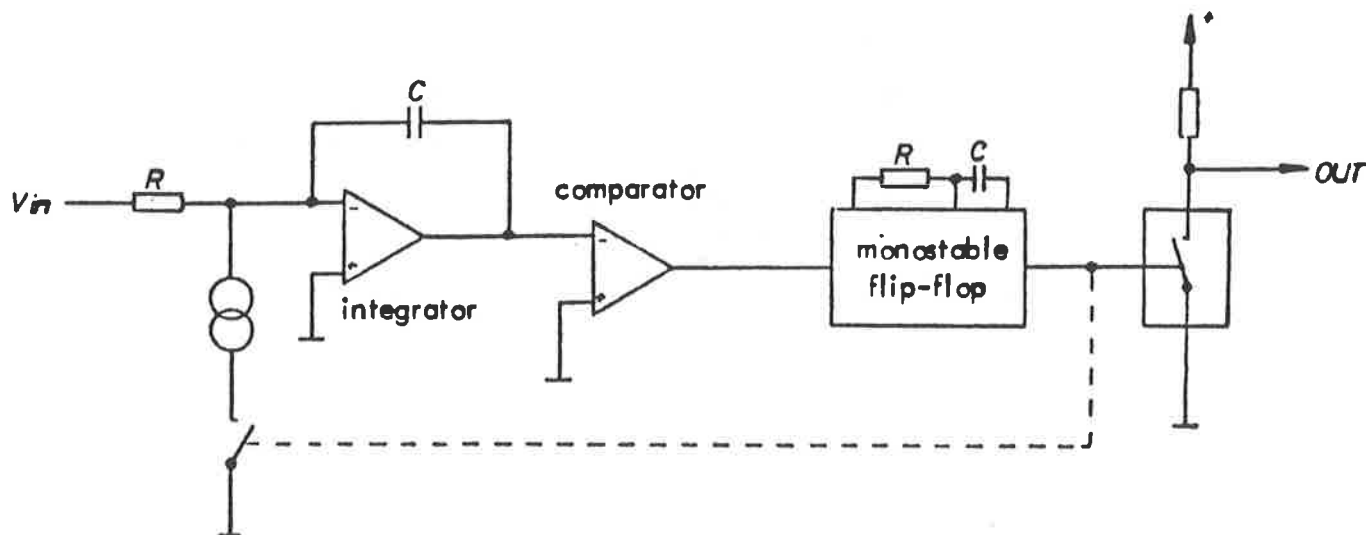 +
C
R
C
R
Vin
comparator
OUT
-
-
monostable
flip-flop
+
integrator
+